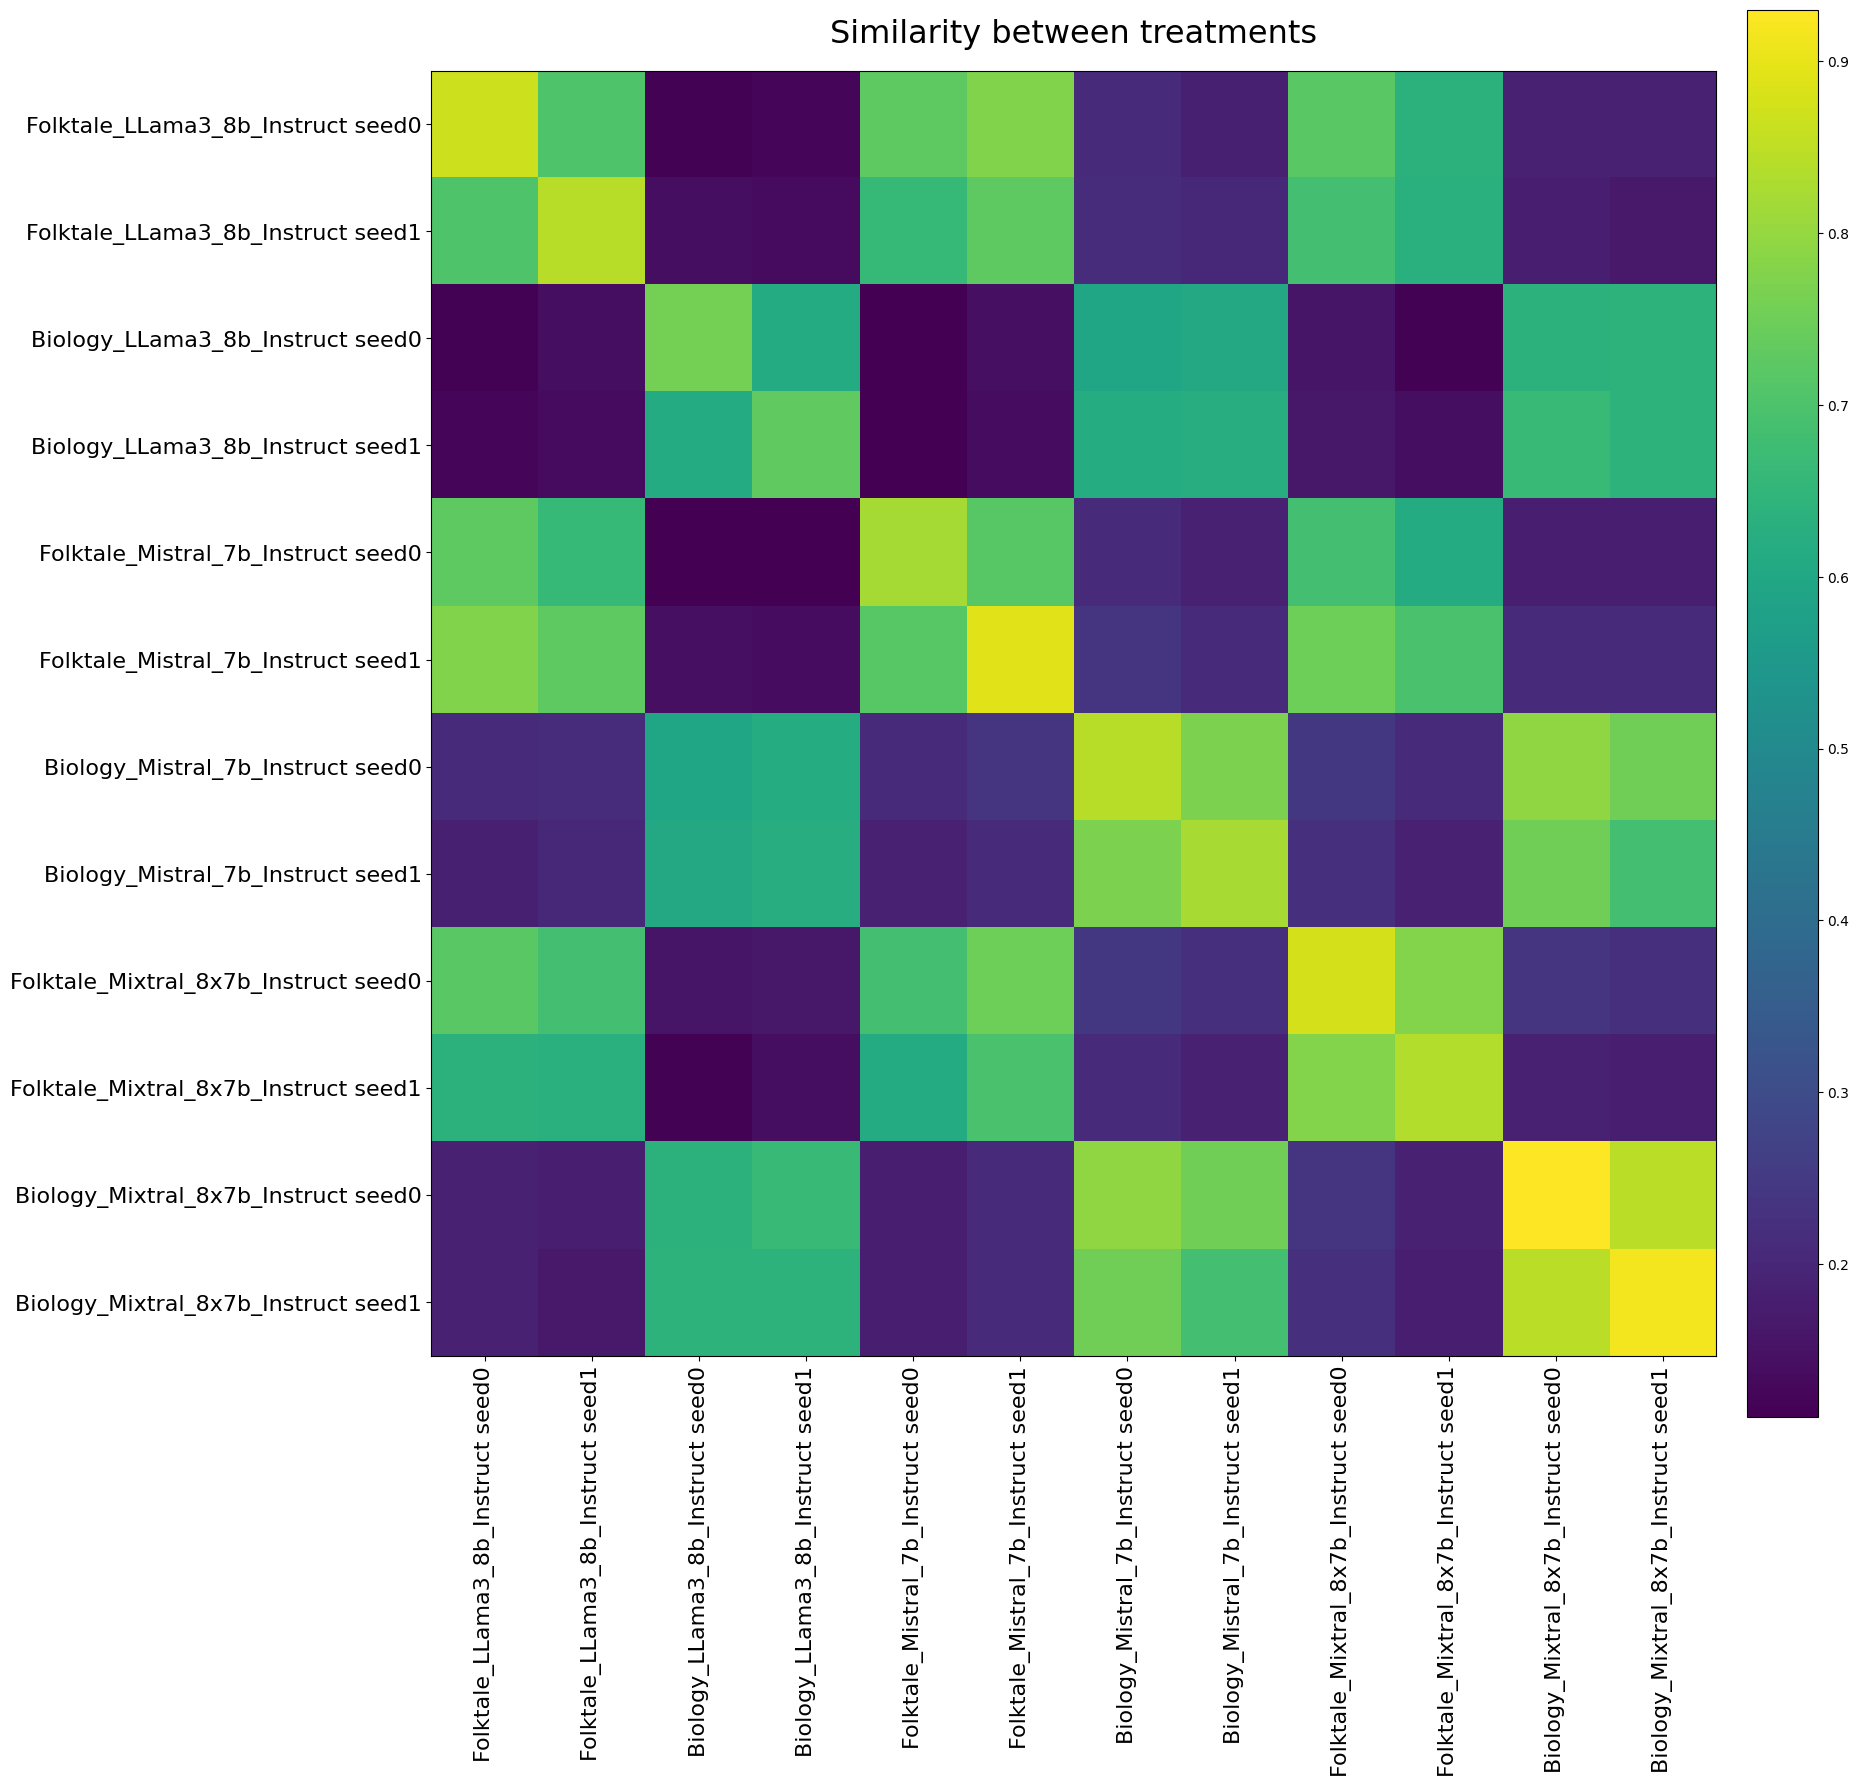 Similarity between treatments
Folktale_LLama3_8b_Instruct seed0
Folktale_LLama3_8b_Instruct seed1
Biology_LLama3_8b_Instruct seed0
Biology_LLama3_8b_Instruct seed1
Folktale_Mistral_7b_Instruct seed0
Folktale_Mistral_7b_Instruct seed1
Biology_Mistral_7b_Instruct seed0
Biology_Mistral_7b_Instruct seed1
Folktale_Mixtral_8x7b_Instruct seed0
Folktale_Mixtral_8x7b_Instruct seed1
Biology_Mixtral_8x7b_Instruct seed0
Biology_Mixtral_8x7b_Instruct seed1
Folktale_LLama3_8b_Instruct seed0
Folktale_LLama3_8b_Instruct seed1
Biology_LLama3_8b_Instruct seed0
Biology_LLama3_8b_Instruct seed1
Folktale_Mistral_7b_Instruct seed0
Folktale_Mistral_7b_Instruct seed1
Biology_Mistral_7b_Instruct seed0
Biology_Mistral_7b_Instruct seed1
Folktale_Mixtral_8x7b_Instruct seed0
Folktale_Mixtral_8x7b_Instruct seed1
Biology_Mixtral_8x7b_Instruct seed0
Biology_Mixtral_8x7b_Instruct seed1
0.9
0.8
0.7
0.6
0.5
0.4
0.3
0.2